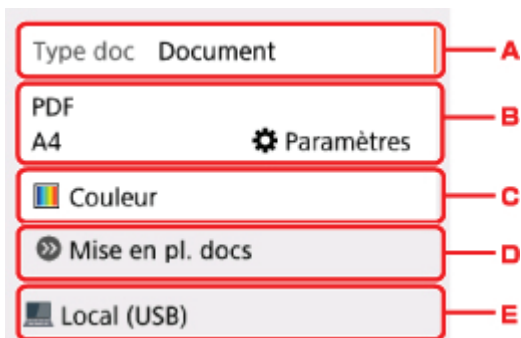 Type doc Document A
PDF
B
A4 Paramètres
Couleur C
Mise en pl. docs D
Local (USB) E